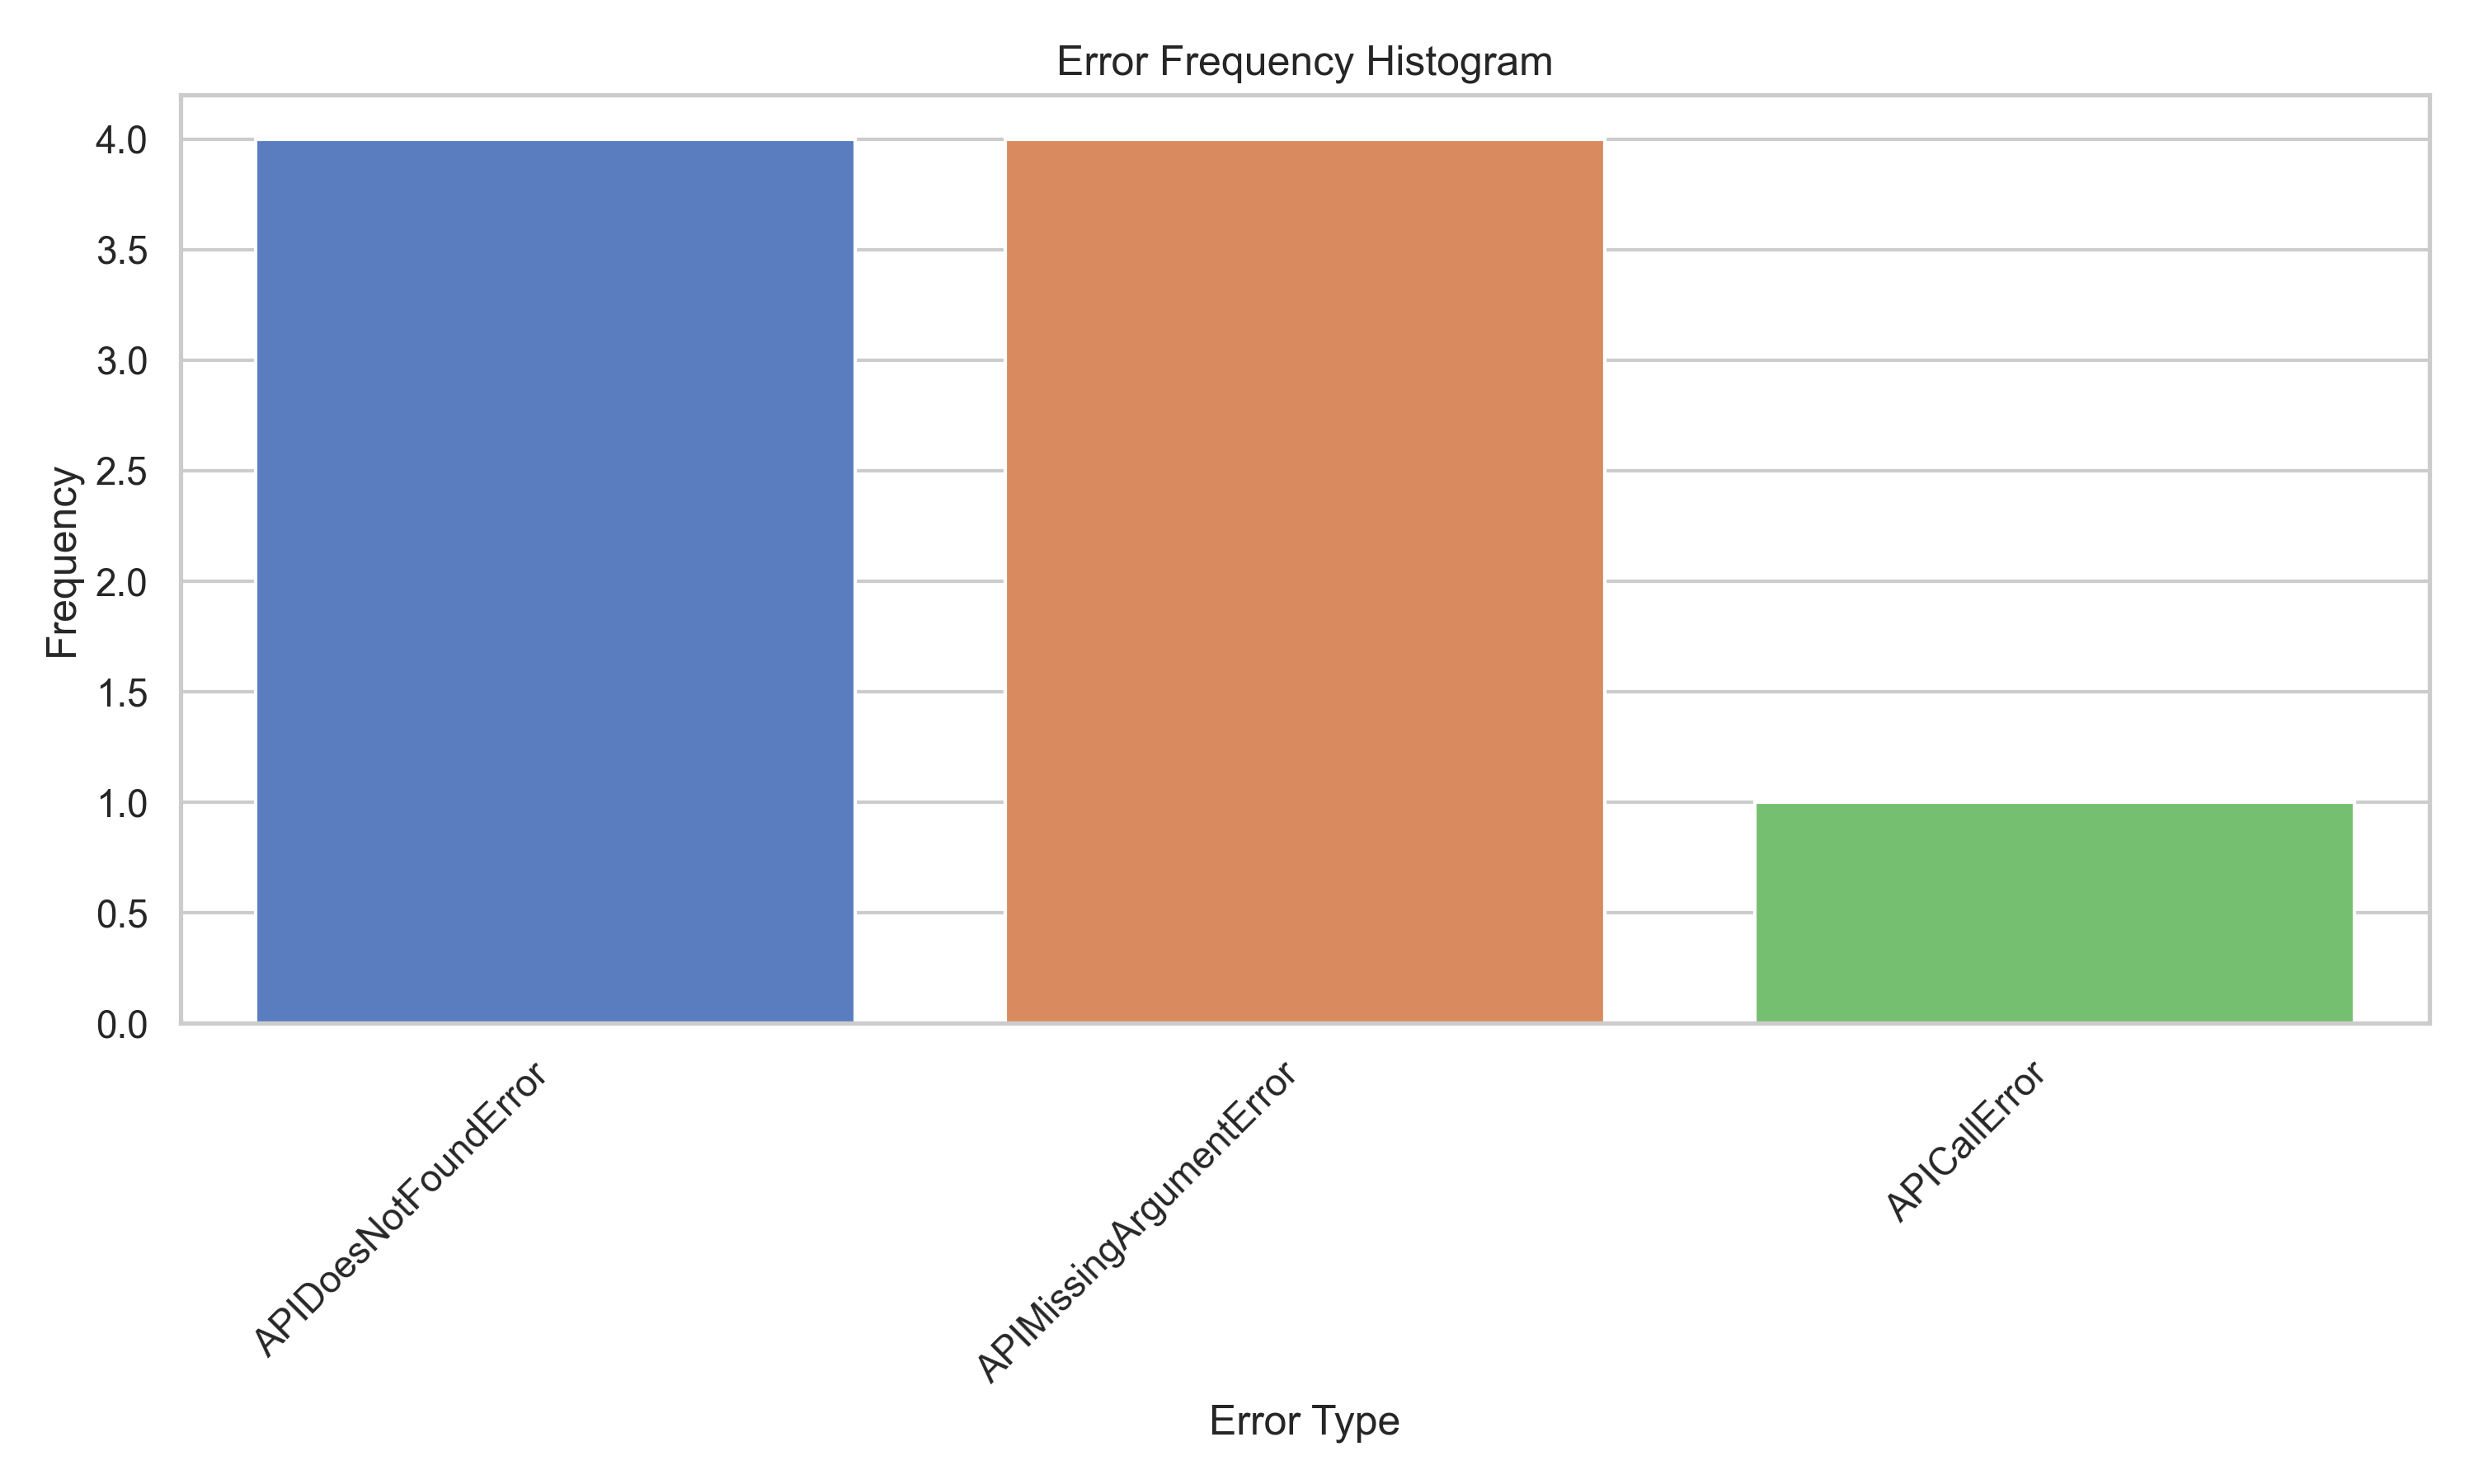 Error Frequency Histogram
4.0
3.5
3.0
2.5
2.0
1.5
1.0
0.5
0.0
Frequency
APIDoesNotFoundError
APIMissingArgumentError
APICallError
Error Type